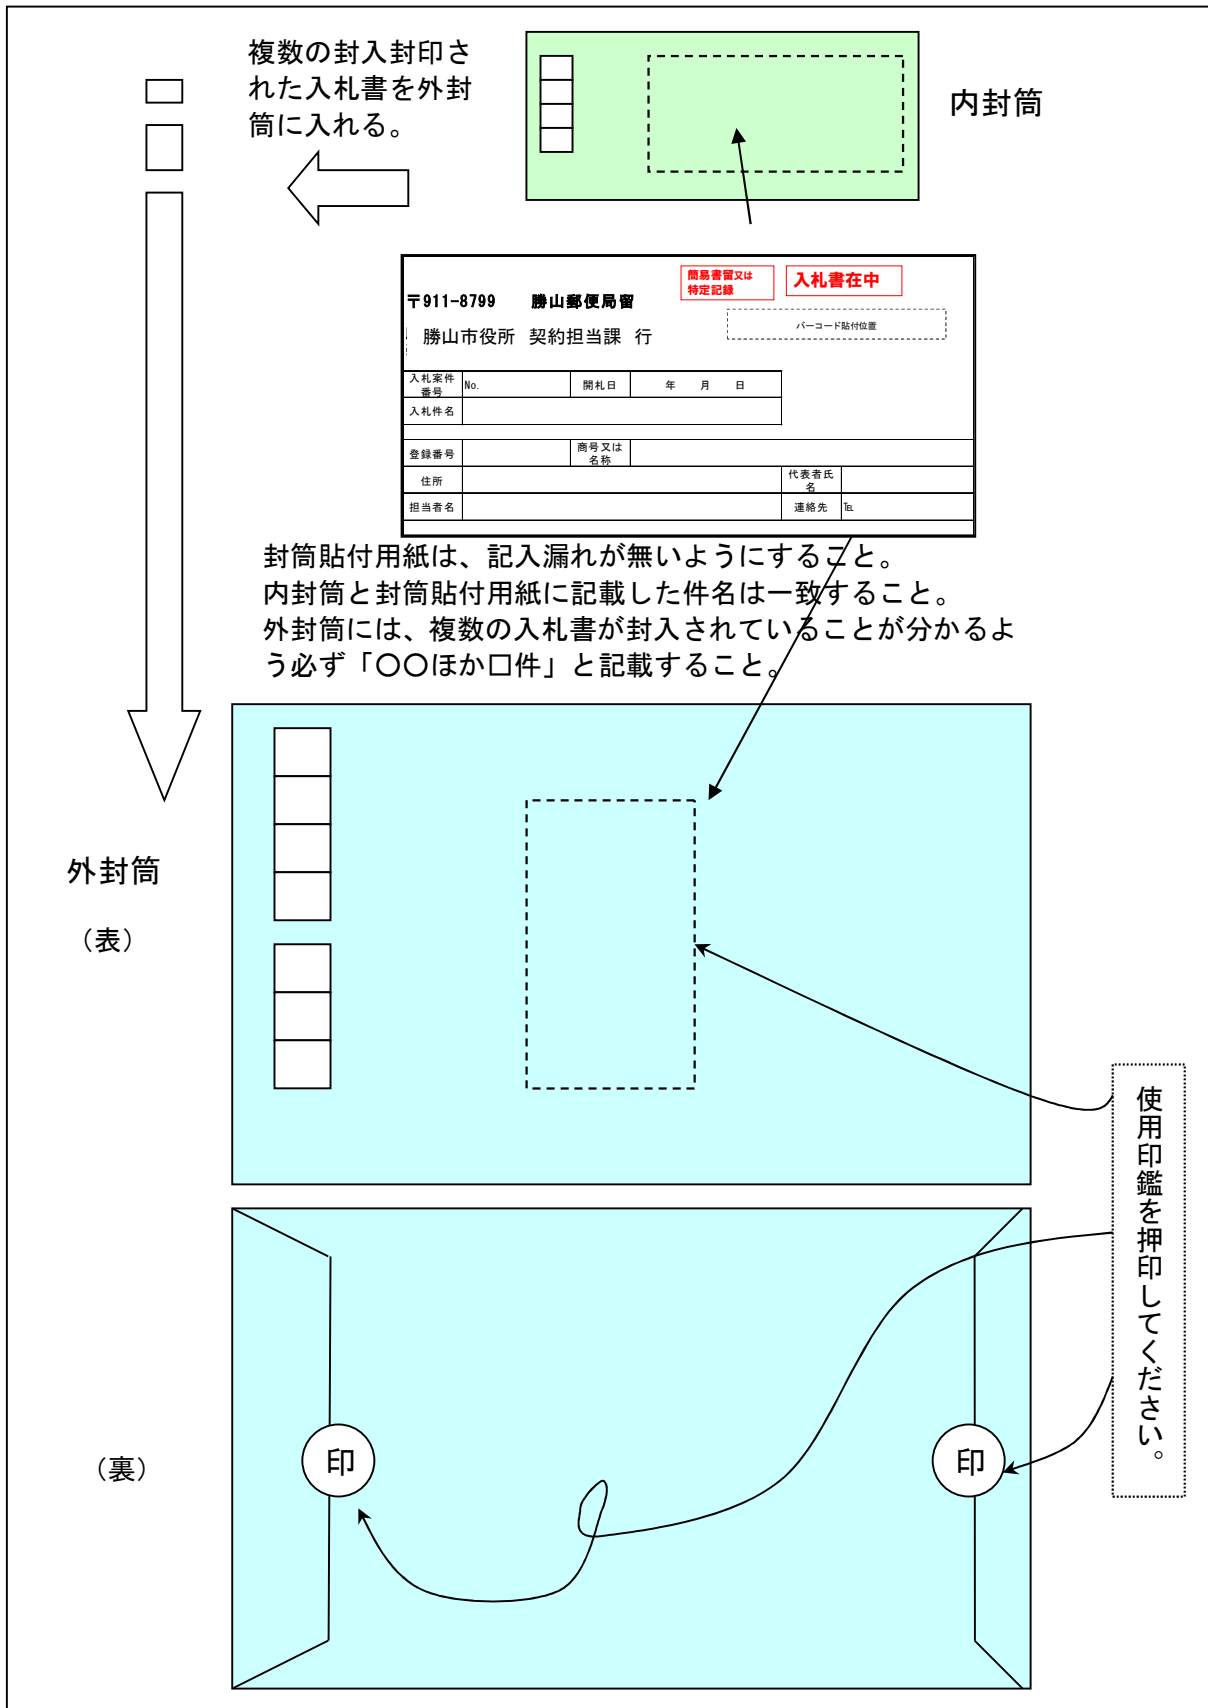 複数の封入封印さ
れた入札書を外封
筒に入れる。
内封筒
簡易書留又は
特定記録
入札書在中
〒911-8799 勝山郵便局留
バーコード貼付位置
勝山市役所 契約担当課 行
入札案件
番号
No.
開札日
年 月 日
入札件名
登録番号
商号又は
名称
住所
代表者氏
名
担当者名
連絡先
℡
封筒貼付用紙は、記入漏れが無いようにすること。
内封筒と封筒貼付用紙に記載した件名は一致すること。
外封筒には、複数の入札書が封入されていることが分かるよ
う必ず「〇〇ほか口件」と記載すること。
外封筒
（表）
使用印鑑を押印してください。
（裏）
印
印